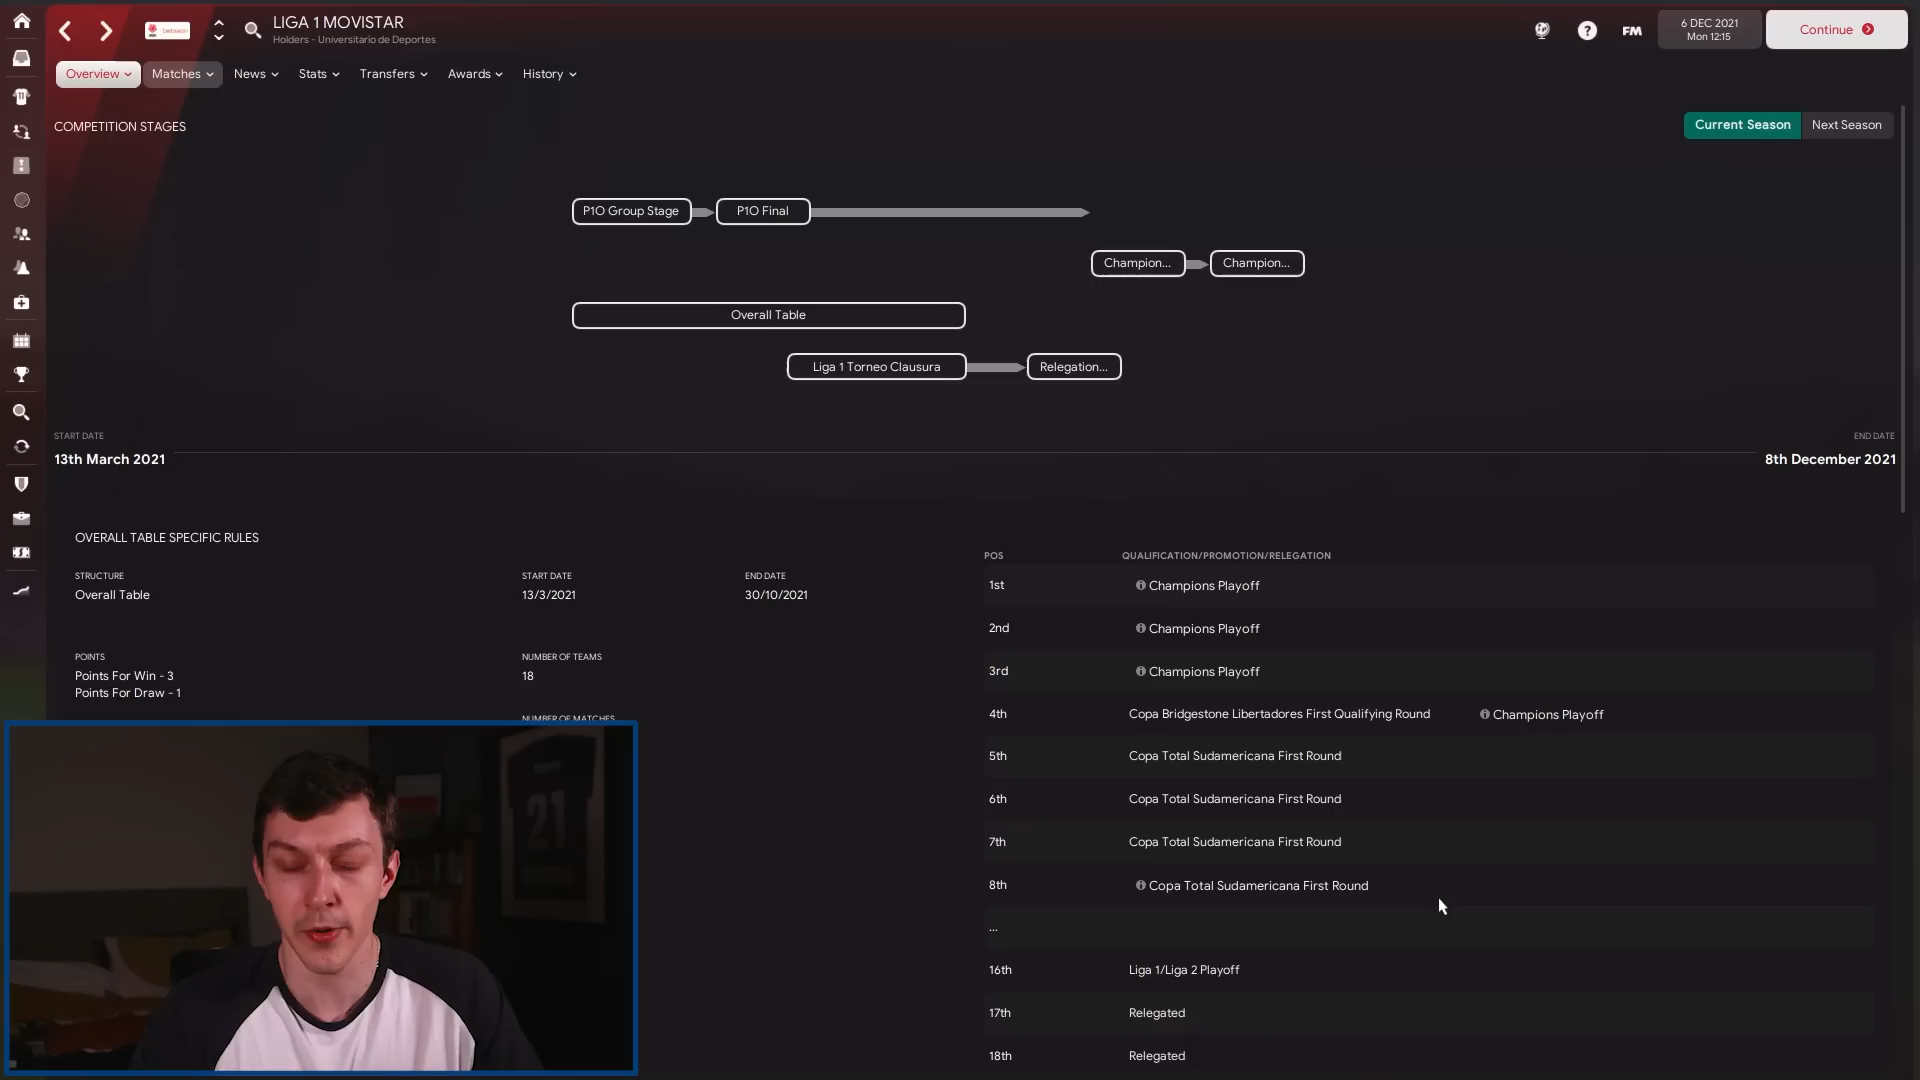 LIGA 1 MOVISTAR
Holders - Universitario de Deportes
FM
6 DEC 2021
Mon 12:15
Continue
Overview
Matches
News
Stats
Transfers
Awards
History
COMPETITION STAGES
Current Season
Next Season
P1O Group Stage
P1O Final
Champion...
Champion...
Overall Table
Liga 1 Torneo Clausura
Relegation...
START DATE
13th March 2021
END DATE
8th December 2021
OVERALL TABLE SPECIFIC RULES
STRUCTURE
Overall Table
START DATE
13/3/2021
END DATE
30/10/2021
POINTS
Points For Win - 3
Points For Draw - 1
NUMBER OF TEAMS
18
NUMBER OF MATCHES
POS QUALIFICATION/PROMOTION/RELEGATION
1st Champions Playoff
2nd Champions Playoff
3rd Champions Playoff
4th Copa Bridgestone Libertadores First Qualifying Round Champions Playoff
5th Copa Total Sudamericana First Round
6th Copa Total Sudamericana First Round
7th Copa Total Sudamericana First Round
8th Copa Total Sudamericana First Round
...
16th Liga 1/Liga 2 Playoff
17th Relegated
18th Relegated
21